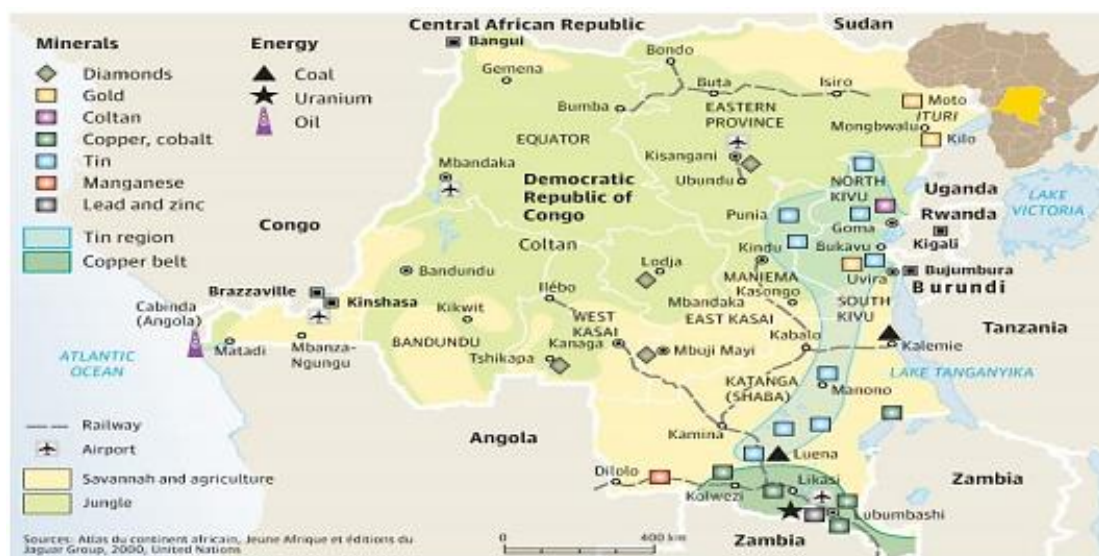 Central African Republic
Sudan
Minerals
Diamonds
Gold
Coltan
Copper, cobalt
Tin
Manganese
Lead and zinc
Tin region
Copper belt
Energy
Coal
Uranium
Oil
Bangui
Gemena
Bondo
Buta
Isiro
Bumba
EASTERN
PROVINCE
Moto
ITURI
Mongbwalu
Kilo
EQUATOR
Mbandaka
Kisangani
Ubundu
Democratic
Republic of
Congo
NORTH
KIVU
Uganda
LAKE
VICTORIA
Rwanda
Kigali
Congo
Coltan
Punia
Goma
Bukavu
Kindu
Bujumbura
Burundi
Uvira
Bandundu
Lodja
MANIEMA
Kasongo
SOUTH
KIVU
Brazzaville
Kinshasa
Ilébo
Mbandaka
EAST KASAI
Cabinda
(Angola)
Kikwit
WEST
KASAI
Kanaga
Kabalo
Kalemie
Tanzania
ATLANTIC
OCEAN
Matadi
Mbanza-
Ngungu
BANDUNDU
Tshikapa
Mbuji Mayi
LAKE TANGANYIKA
KATANGA
(SHABA)
Manono
Railway
Airport
Savannah and agriculture
Jungle
Angola
Kamina
Luena
Dilolo
Kolwezi
Likasi
Lubumbashi
Zambia
Zambia
Sources: Atlas du continent africain, Jeune Afrique et éditions du
Jaguar Group, 2000, United Nations
0 400 km